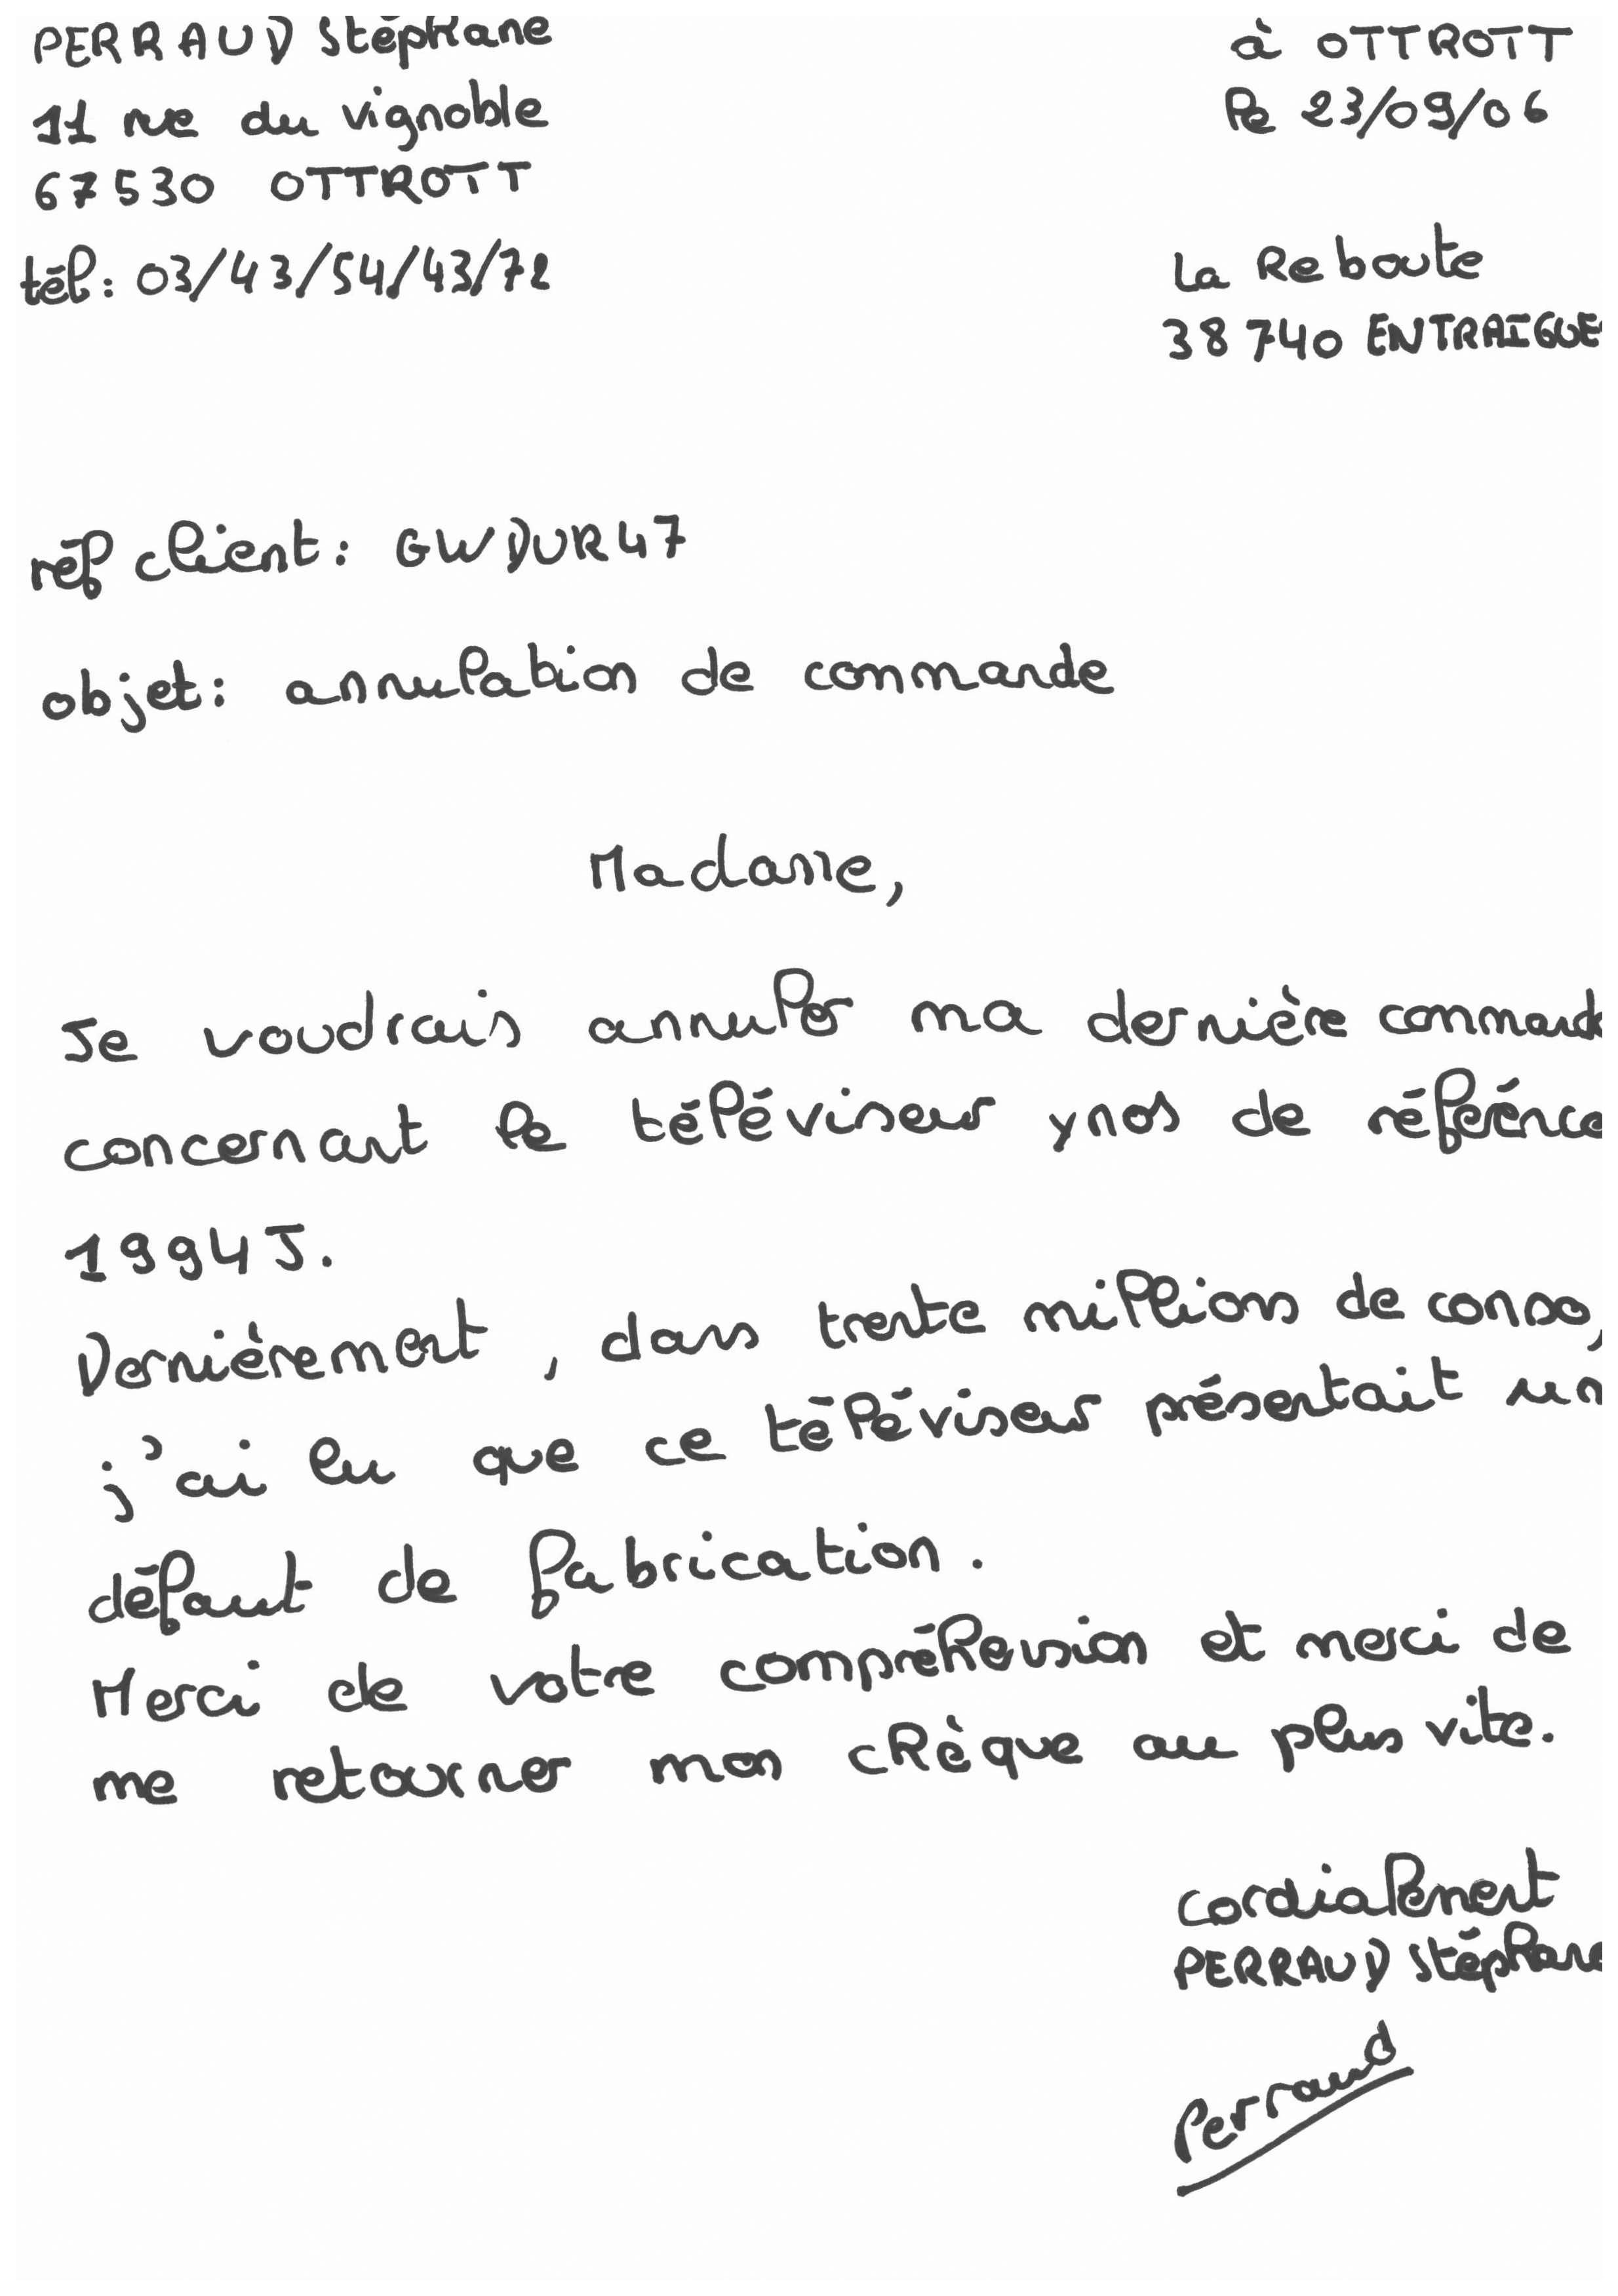 PERRAUD Stéphane
11 rue du vignoble
67530 OTTROTT
tél: 03/43/54/43/72
à OTTROTT
le 23/09/06
La Reboute
38740 ENTRAIGUE
réf client: GWDUR47
objet: annulation de commande
Madame,
Je voudrais annuler ma dernière commande
concernant le téléviseur ynos de référence
1994J.
Dernièrement, dans trente millions de conso,
j'ai lu que ce téléviseur présentait un
défaut de fabrication.
Merci de votre compréhension et merci de
me retourner mon chèque au plus vite.
Cordialement
PERRAUD Stéphane
Perraud